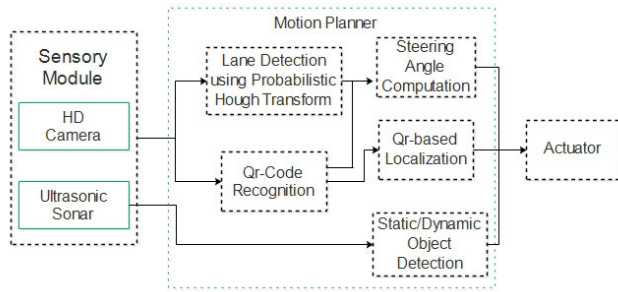 Motion Planner
Sensory
Module
HD
Camera
Ultrasonic
Sonar
Lane Detection
using Probabilistic
Hough Transform
Qr-Code
Recognition
Steering
Angle
Computation
Qr-based
Localization
Static/Dynamic
Object
Detection
Actuator